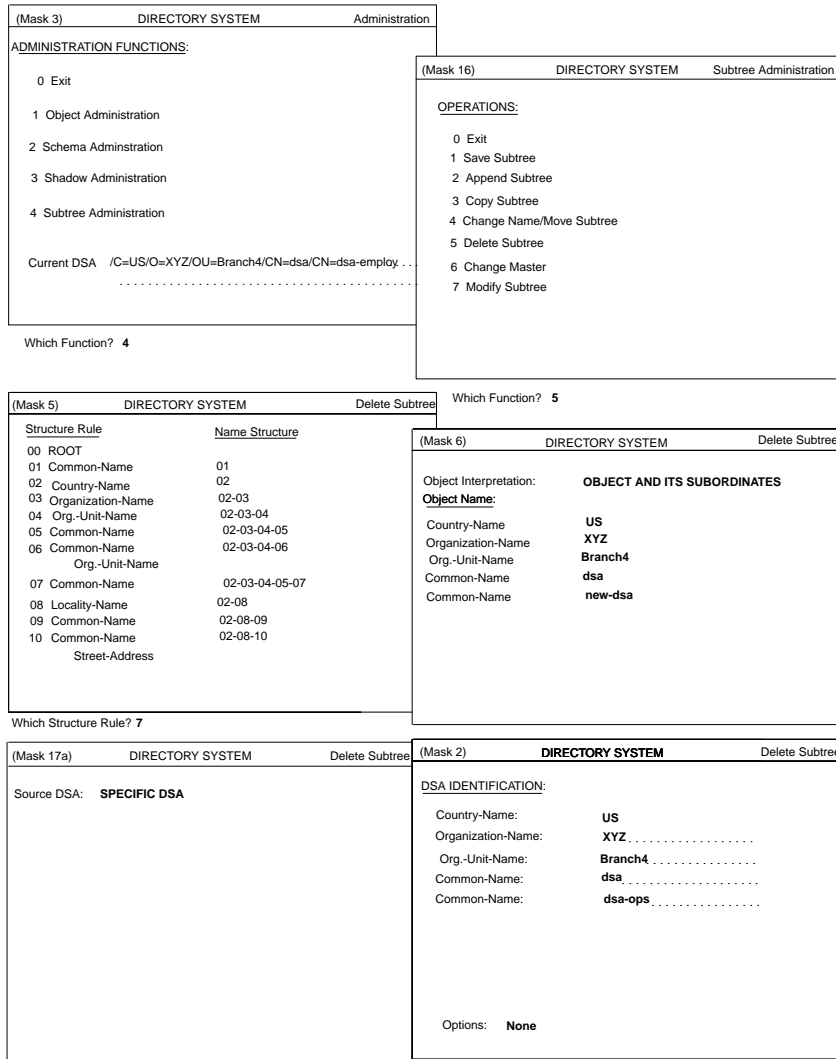 (Mask 3) DIRECTORY SYSTEM Administration
ADMINISTRATION FUNCTIONS:
0 Exit
1 Object Administration
2 Schema Adminstration
3 Shadow Administration
4 Subtree Administration
Current DSA /C=US/O=XYZ/OU=Branch4/CN=dsa/CN=dsa-employ. . . .
. . . . . . . . . . . . . . . . . . . . . . . . . . . . . . . . . . . . . . . . .
Which Function? 4
(Mask 16) DIRECTORY SYSTEM Subtree Administration
OPERATIONS:
0 Exit
1 Save Subtree
2 Append Subtree
3 Copy Subtree
4 Change Name/Move Subtree
5 Delete Subtree
6 Change Master
7 Modify Subtree
Which Function? 5
(Mask 5) DIRECTORY SYSTEM Delete Subtree
Structure Rule Name Structure
00 ROOT
01 Common-Name 01
02 Country-Name 02
03 Organization-Name 02-03
04 Org.-Unit-Name 02-03-04
05 Common-Name 02-03-04-05
06 Common-Name 02-03-04-06
Org.-Unit-Name
07 Common-Name 02-03-04-05-07
08 Locality-Name 02-08
09 Common-Name 02-08-09
10 Common-Name 02-08-10
Street-Address
Which Structure Rule? 7
(Mask 6) DIRECTORY SYSTEM Delete Subtree
Object Interpretation: OBJECT AND ITS SUBORDINATES
Object Name:
Country-Name US
Organization-Name XYZ
Org.-Unit-Name Branch4
Common-Name dsa
Common-Name new-dsa
(Mask 17a) DIRECTORY SYSTEM Delete Subtree
Source DSA: SPECIFIC DSA
(Mask 2) DIRECTORY SYSTEM Delete Subtree
DSA IDENTIFICATION:
Country-Name: US
Organization-Name: XYZ . . . . . . . . . . . . . . . . . .
Org.-Unit-Name: Branch4 . . . . . . . . . . . . . . .
Common-Name: dsa . . . . . . . . . . . . . . . . . . . .
Common-Name: dsa-ops . . . . . . . . . . . . . . . .
Options: None